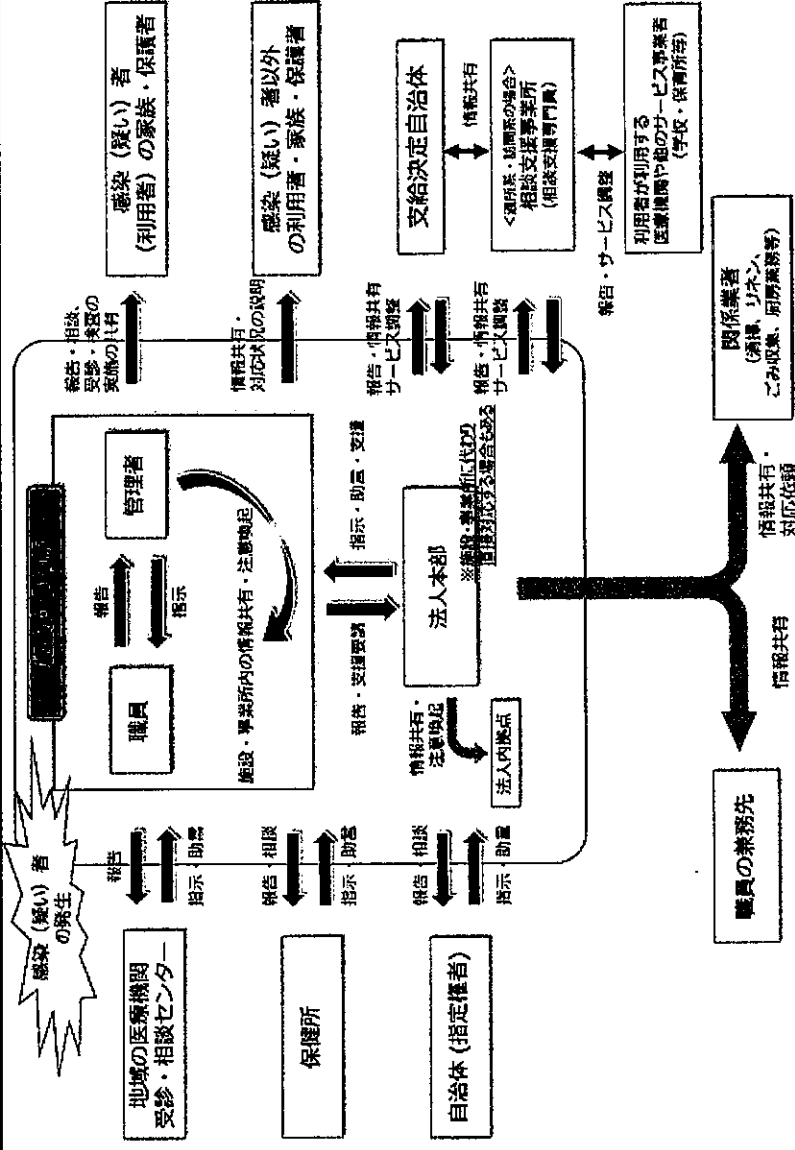 感染(疑い)者
の発生
地域の医療機関
受診・相談センター
報告
指示・助言
保健所
報告・相談
指示・助言
自治体(指定権者)
報告・相談
指示・助言
職員
報告
指示
管理者
施設・事業所内の情報共有・注意喚起
報告・支援要請
指示・助言・支援
法人本部
※施設・事業所に代わり
直接対応する場合もある
情報共有・
注意喚起
法人内拠点
報告・相談、
受診・検査の
実施の共有
感染(疑い)者
(利用者)の家族・保護者
情報共有・
対応状況の説明
感染(疑い)者以外
の利用者・家族・保護者
報告・情報共有
サービス調整
支給決定自治体
情報共有
報告・情報共有
サービス調整
<通所系・訪問系の場合>
相談支援事業所
(相談支援専門員)
報告・サービス調整
利用者が利用する
医療機関や他のサービス事業者
(学校・保育所等)
情報共有
職員の兼務先
情報共有・
対応依頼
関係業者
(清掃、リネン、
ごみ収集、厨房業務等)